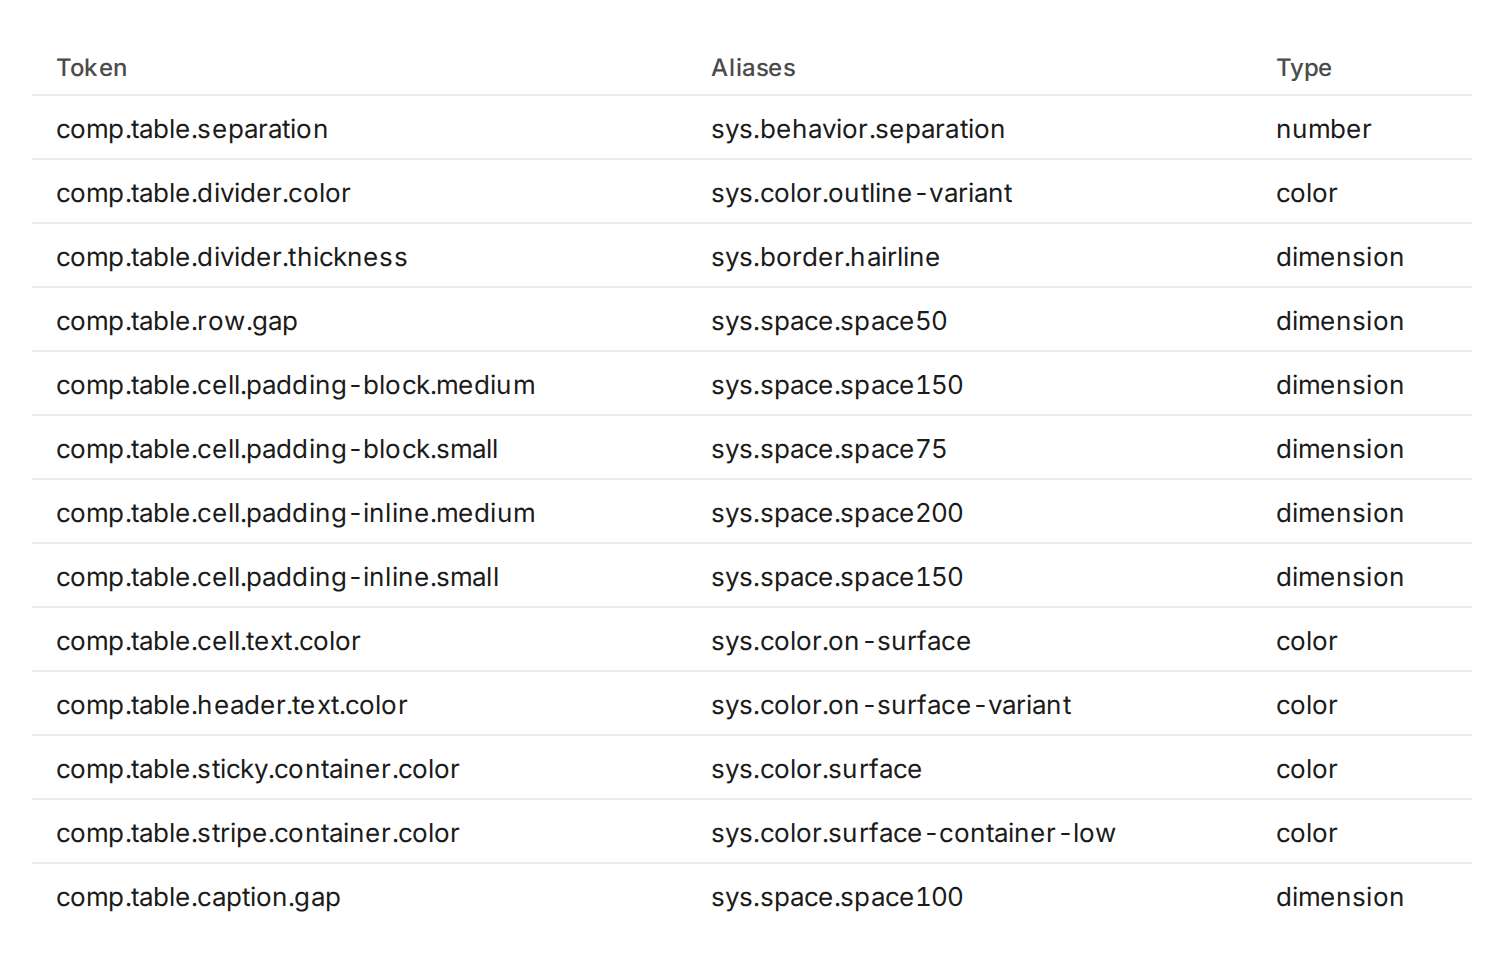 Token Aliases Type
comp.table.separation sys.behavior.separation number
comp.table.divider.color sys.color.outline-variant color
comp.table.divider.thickness sys.border.hairline dimension
comp.table.row.gap sys.space.space50 dimension
comp.table.cell.padding-block.medium sys.space.space150 dimension
comp.table.cell.padding-block.small sys.space.space75 dimension
comp.table.cell.padding-inline.medium sys.space.space200 dimension
comp.table.cell.padding-inline.small sys.space.space150 dimension
comp.table.cell.text.color sys.color.on-surface color
comp.table.header.text.color sys.color.on-surface-variant color
comp.table.sticky.container.color sys.color.surface color
comp.table.stripe.container.color sys.color.surface-container-low color
comp.table.caption.gap sys.space.space100 dimension